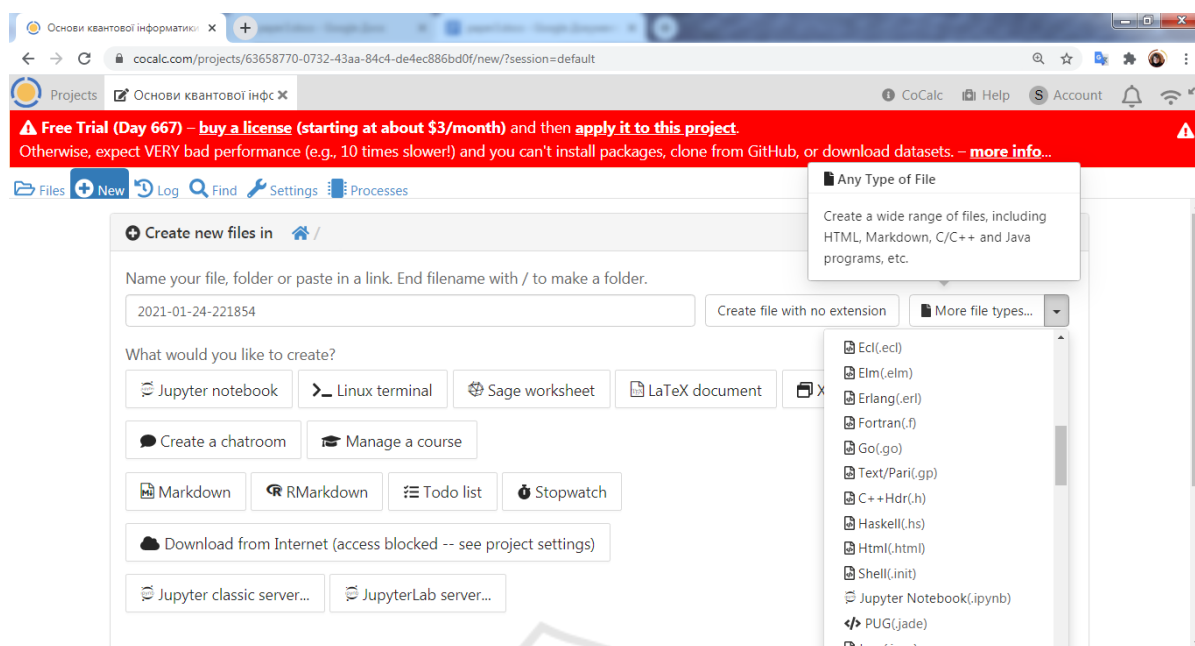 Основи квантової інформатики
cocalc.com/projects/63658770-0732-43aa-84c4-de4ec886bd0f/new/?session=default
Projects Основи квантової інфс CoCalc Help S Account
Free Trial (Day 667) – buy a license (starting at about $3/month) and then apply it to this project.
Otherwise, expect VERY bad performance (e.g., 10 times slower!) and you can't install packages, clone from GitHub, or download datasets. – more info...
Files New Log Find Settings Processes
Any Type of File
Create a wide range of files, including
HTML, Markdown, C/C++ and Java
programs, etc.
Create new files in /
Name your file, folder or paste in a link. End filename with / to make a folder.
2021-01-24-221854 Create file with no extension More file types...
What would you like to create?
Jupyter notebook Linux terminal Sage worksheet LaTeX document X
Create a chatroom Manage a course
Markdown RMarkdown Todo list Stopwatch
Download from Internet (access blocked -- see project settings)
Jupyter classic server... JupyterLab server...
Ecl(.ecl)
Elm(.elm)
Erlang(.erl)
Fortran(.f)
Go(.go)
Text/Pari(.gp)
C++Hdr(.h)
Haskell(.hs)
Html(.html)
Shell(.init)
Jupyter Notebook(.ipynb)
PUG(.jade)